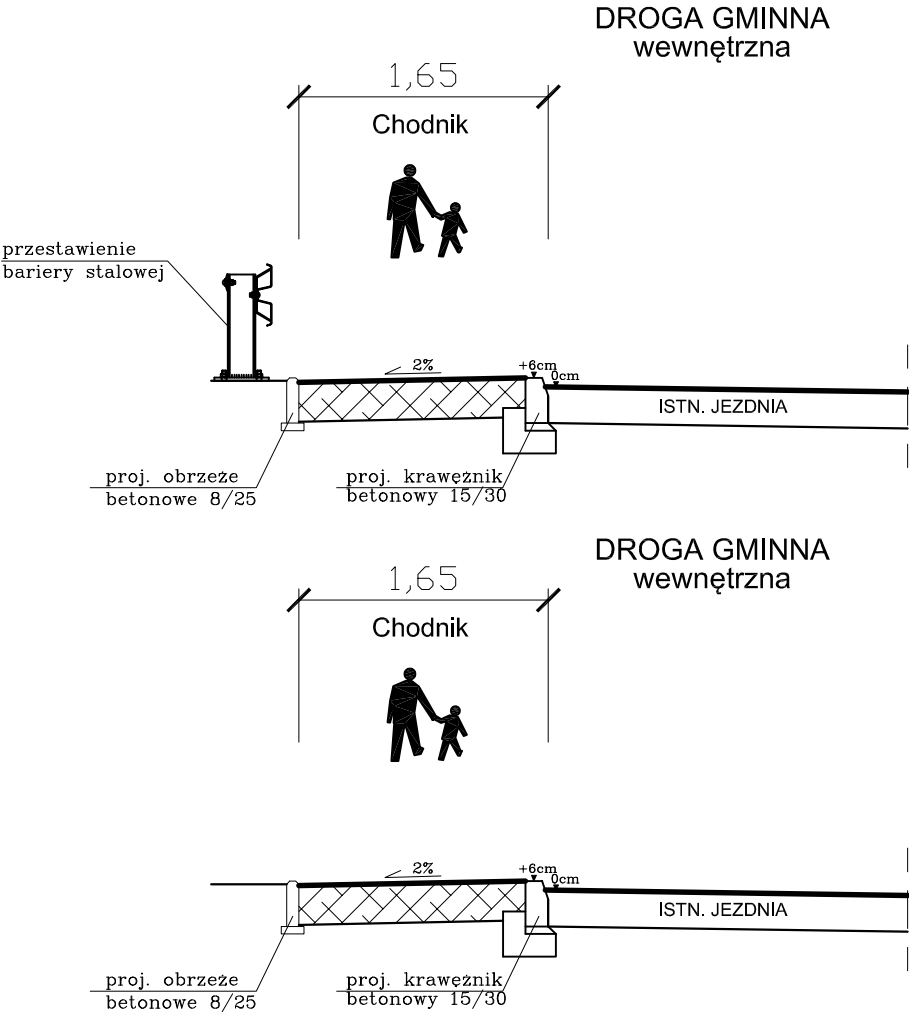 DROGA GMINNA
wewnętrzna
1,65
Chodnik
przestawienie
bariery stalowej
2%
+6cm
0cm
ISTN. JEZDNIA
proj. obrzeże
betonowe 8/25
proj. krawężnik
betonowy 15/30
DROGA GMINNA
wewnętrzna
1,65
Chodnik
2%
+6cm
0cm
ISTN. JEZDNIA
proj. obrzeże
betonowe 8/25
proj. krawężnik
betonowy 15/30